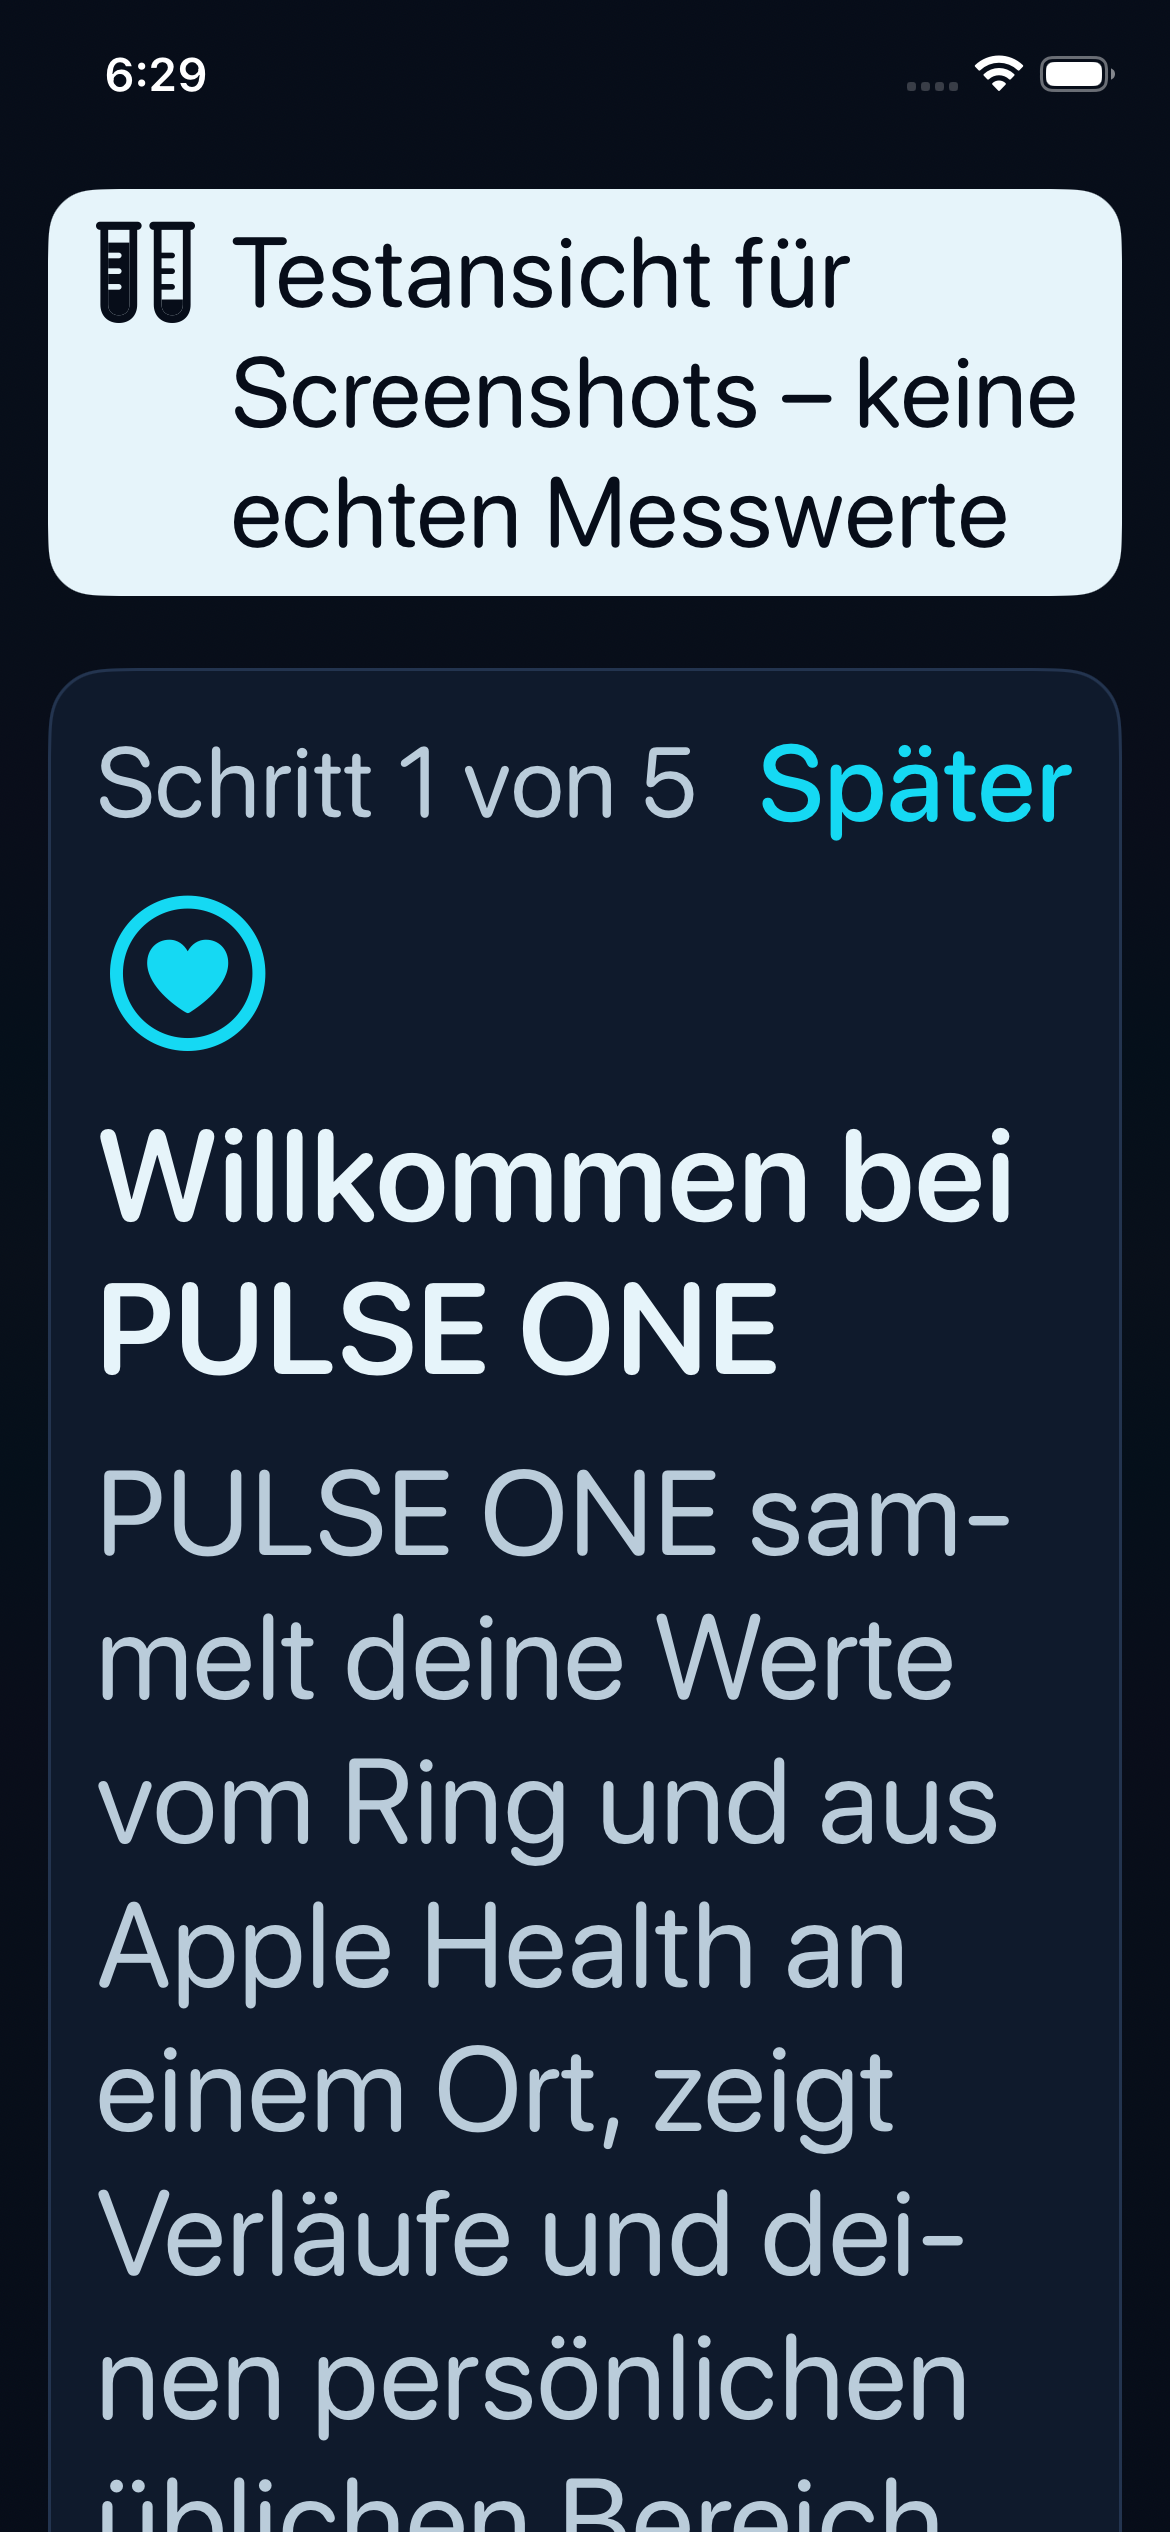 6:29
Testansicht für
Screenshots – keine
echten Messwerte
Schritt 1 von 5
Später
Willkommen bei
PULSE ONE
PULSE ONE sam-
melt deine Werte
vom Ring und aus
Apple Health an
einem Ort, zeigt
Verläufe und dei-
nen persönlichen
üblichen Bereich